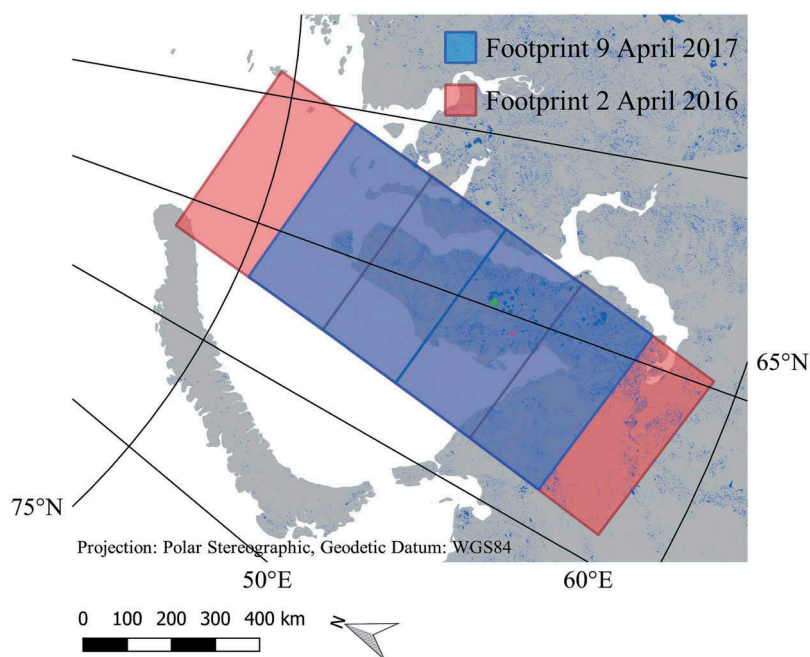 Footprint 9 April 2017
Footprint 2 April 2016
65°N
75°N
Projection: Polar Stereographic, Geodetic Datum: WGS84
50°E
60°E
0 100 200 300 400 km
N